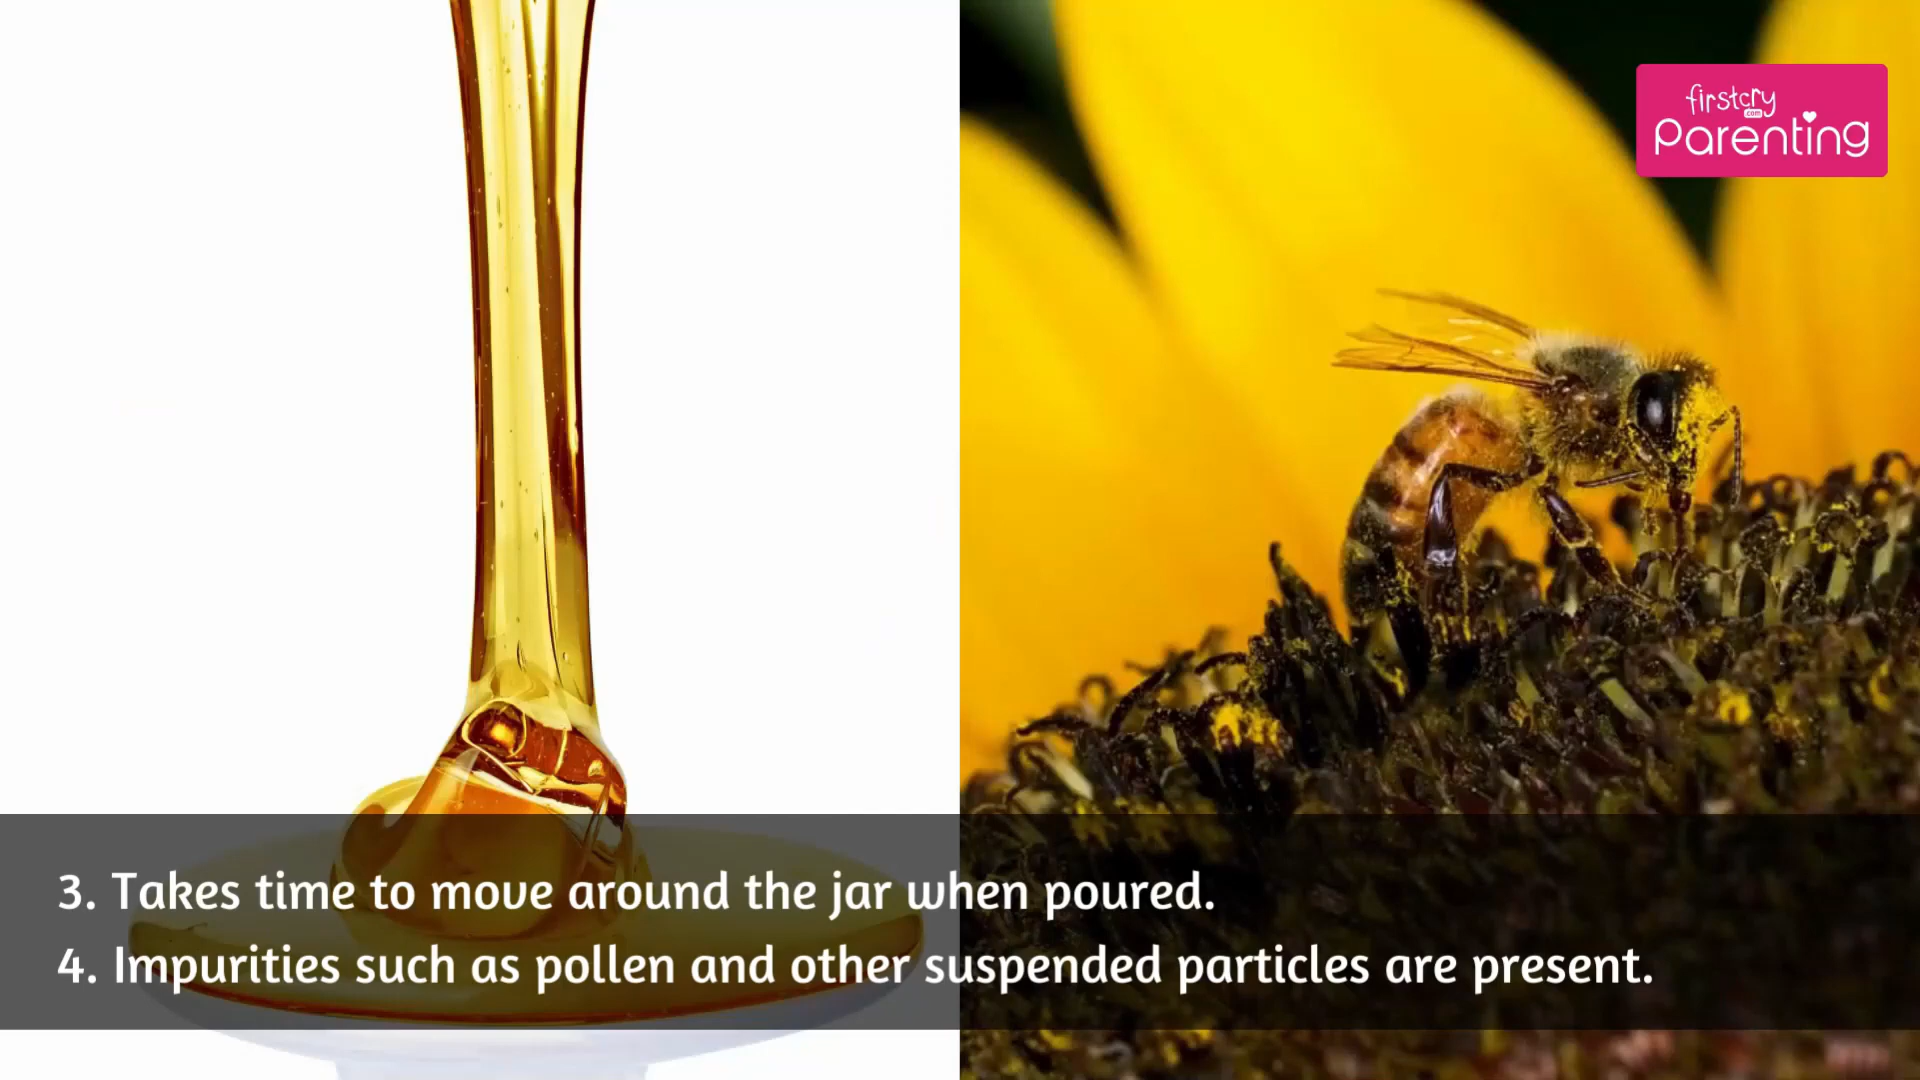 firstcry
.com
Parenting
3. Takes time to move around the jar when poured.
4. Impurities such as pollen and other suspended particles are present.